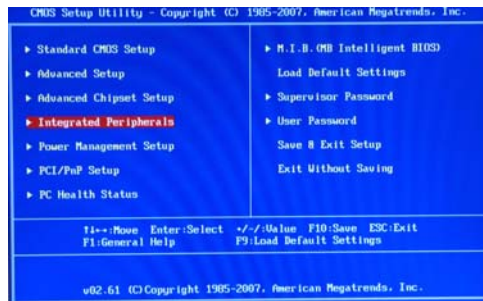 CMOS Setup Utility - Copyright (C) 1985-2007, American Megatrends, Inc.
▶ Standard CMOS Setup
▶ Advanced Setup
▶ Advanced Chipset Setup
▶ Integrated Peripherals
▶ Power Management Setup
▶ PCI/PnP Setup
▶ PC Health Status
▶ M.I.B.(MB Intelligent BIOS)
Load Default Settings
▶ Supervisor Password
▶ User Password
Save & Exit Setup
Exit Without Saving
↑↓←→:Move Enter:Select +/-/:Value F10:Save ESC:Exit
F1:General Help F9:Load Default Settings
v02.61 (C)Copyright 1985-2007, American Megatrends, Inc.